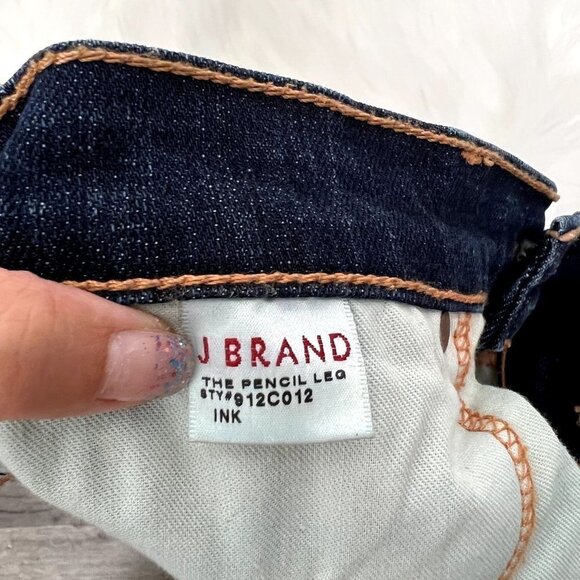 J BRAND
THE PENCIL LEG
STY#912C012
INK